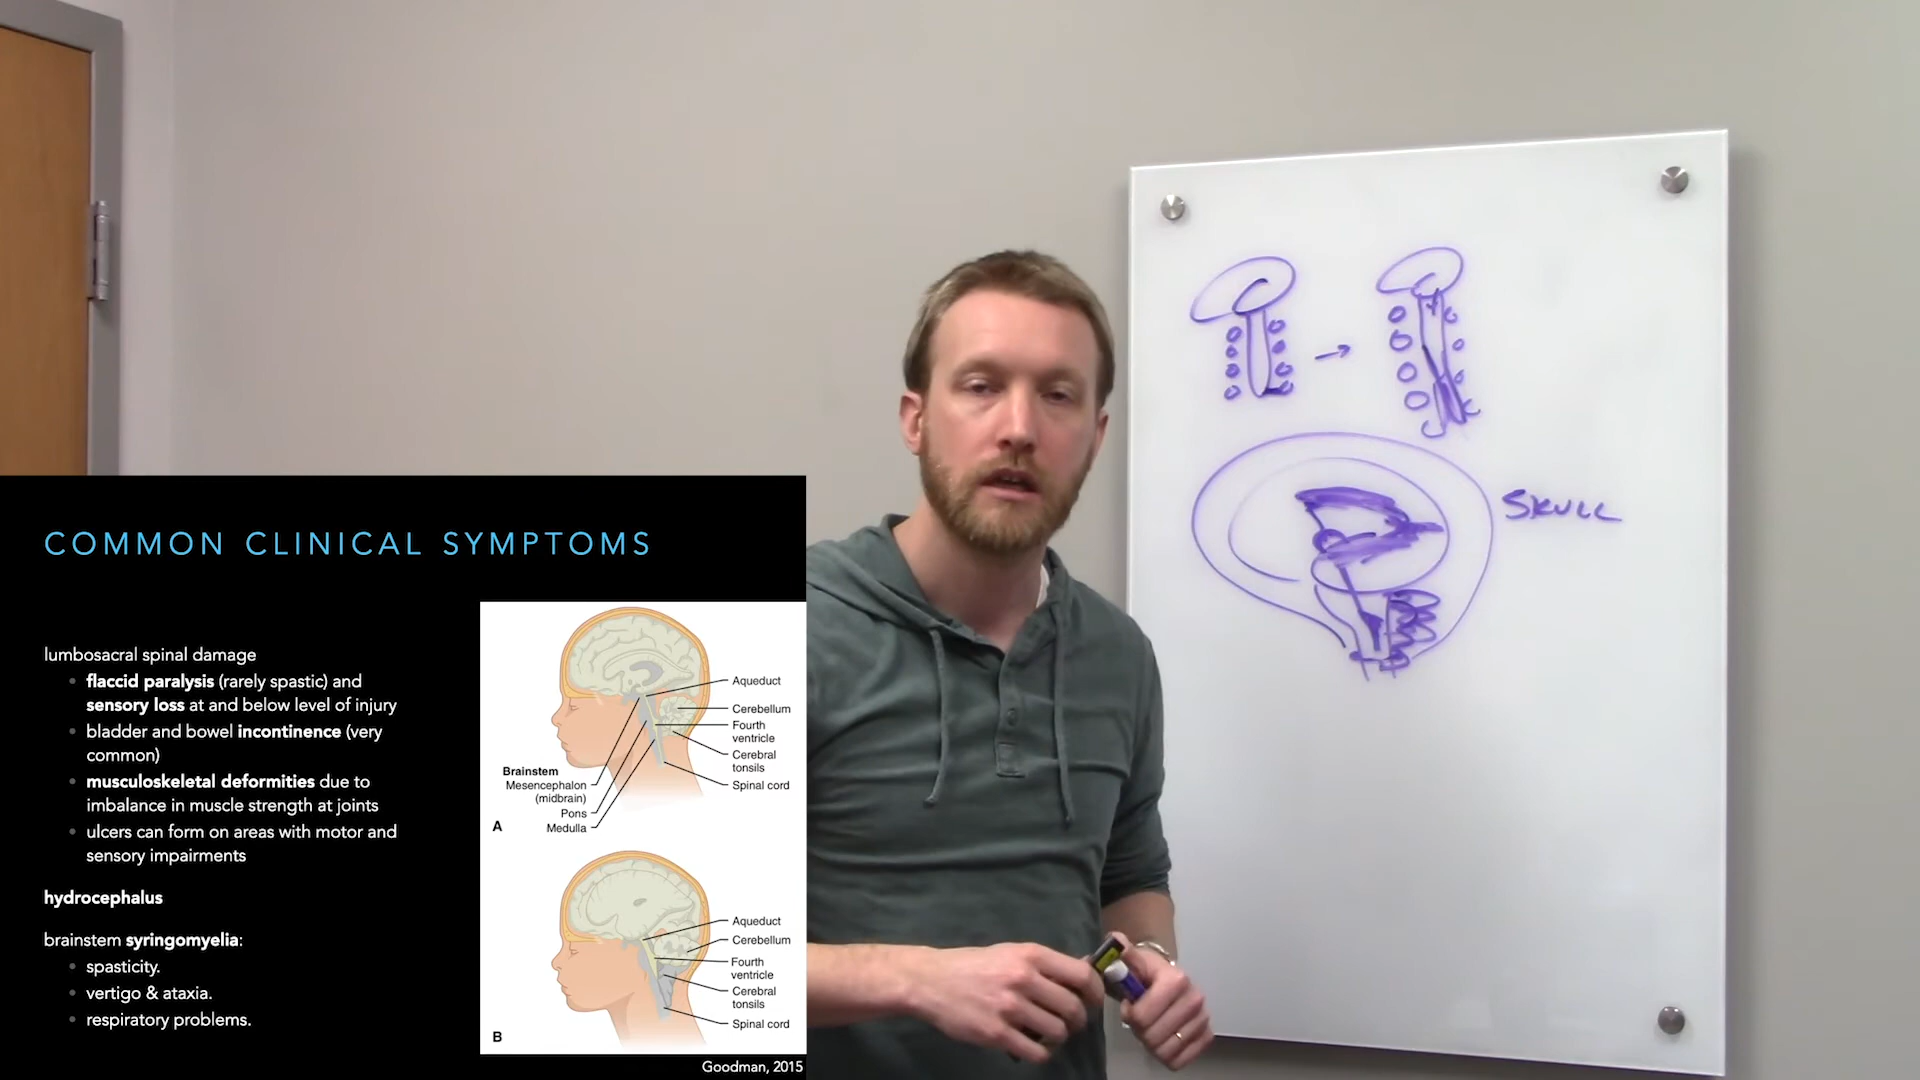 COMMON CLINICAL SYMPTOMS
lumbosacral spinal damage
• flaccid paralysis (rarely spastic) and
sensory loss at and below level of injury
• bladder and bowel incontinence (very
common)
• musculoskeletal deformities due to
imbalance in muscle strength at joints
• ulcers can form on areas with motor and
sensory impairments
hydrocephalus
brainstem syringomyelia:
• spasticity.
• vertigo & ataxia.
• respiratory problems.
Aqueduct
Cerebellum
Fourth
ventricle
Cerebral
tonsils
Spinal cord
Brainstem
Mesencephalon
(midbrain)
Pons
Medulla
A
Aqueduct
Cerebellum
Fourth
ventricle
Cerebral
tonsils
Spinal cord
B
Goodman, 2015
SKULL